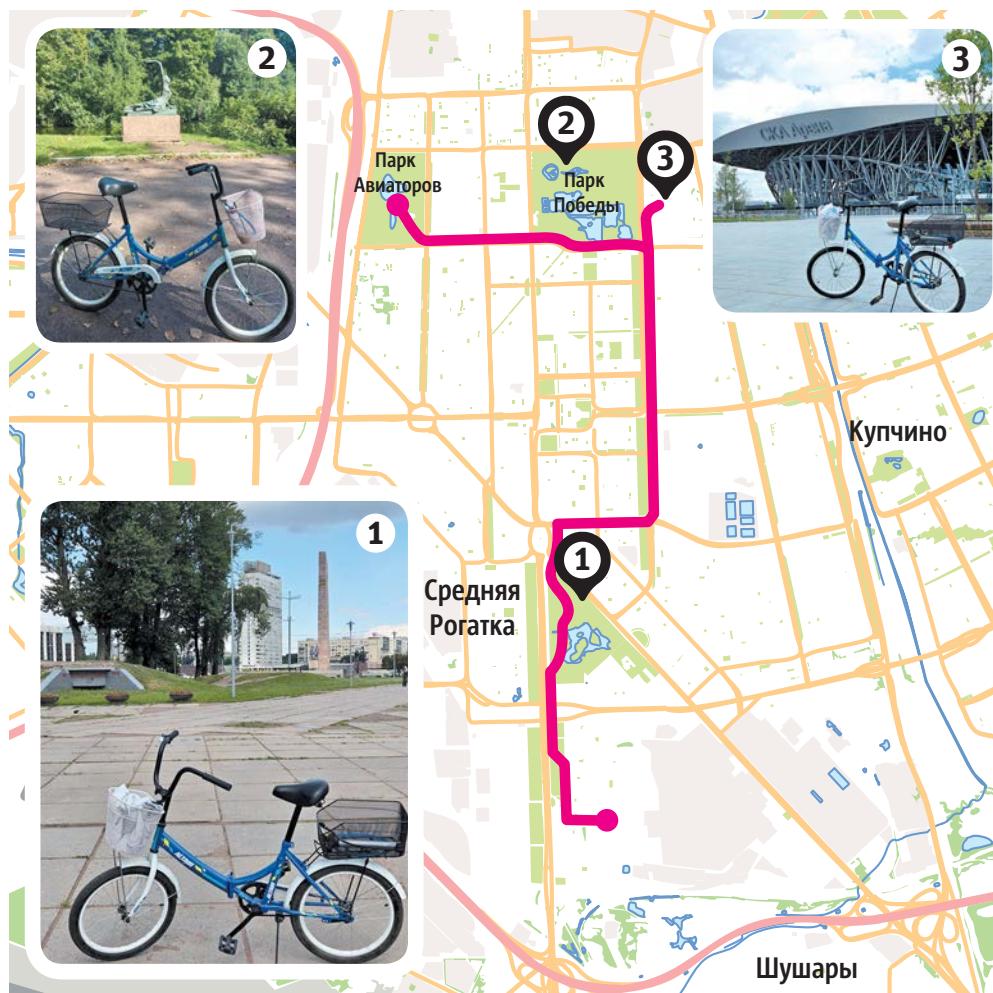 2
3
2
3
СКА Арена
Парк
Авиаторов
Парк
Победы
Купчино
1
1
Средняя
Рогатка
Шушары